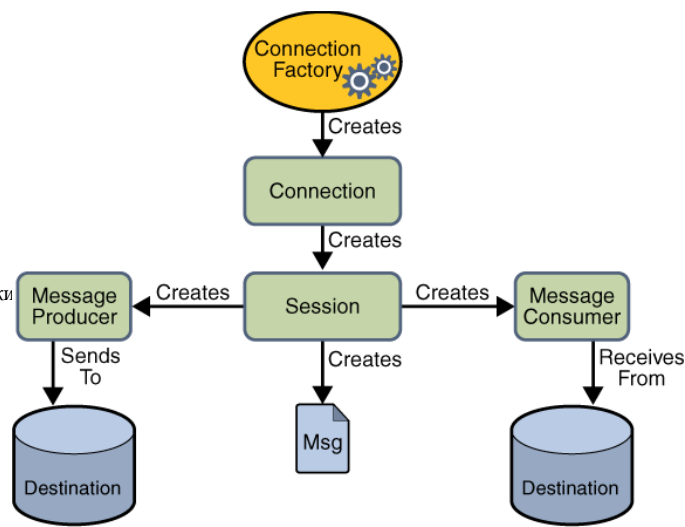 Connection
Factory
Creates
Connection
Creates
ки
Message
Producer
Creates
Session
Creates
Message
Consumer
Sends
To
Creates
Receives
From
Msg
Destination
Destination